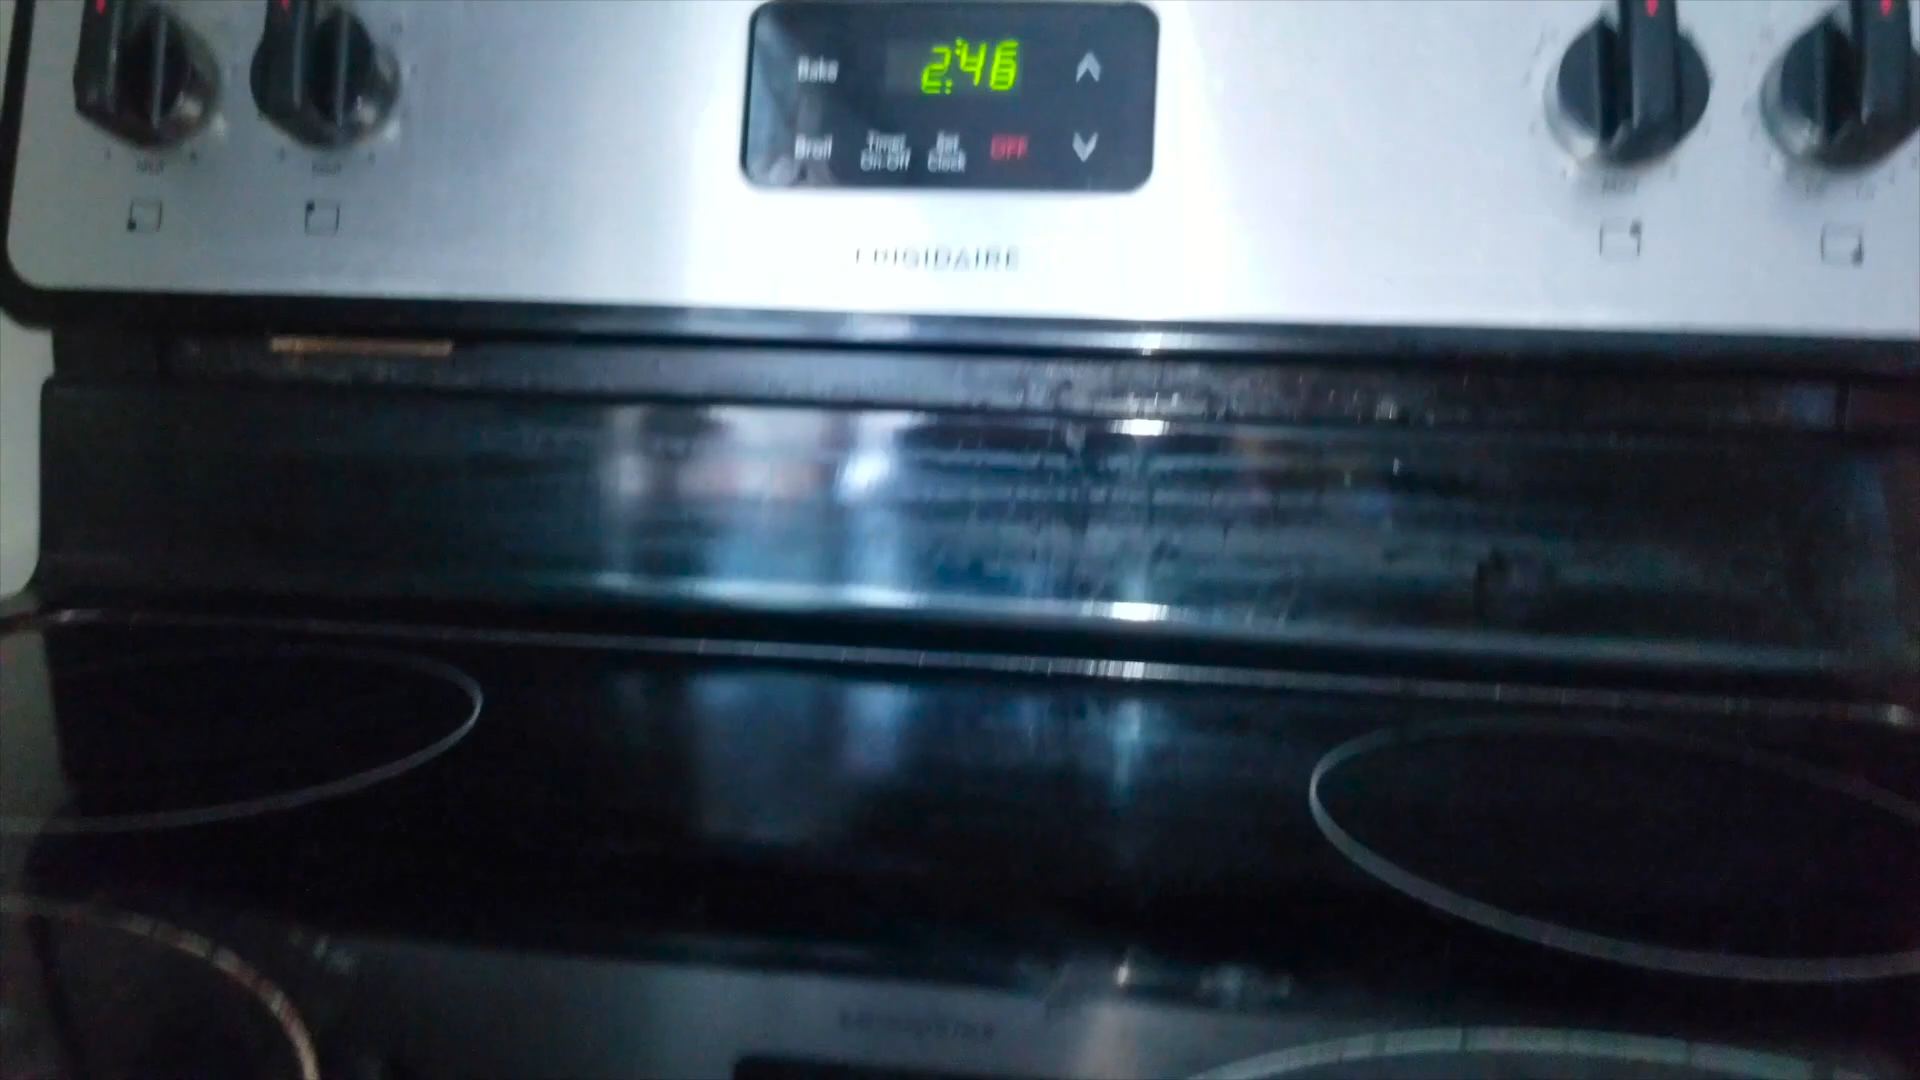 Bake
2:46
Broil
Timer
On-Off
Set
Clock
OFF
FRIGIDAIRE